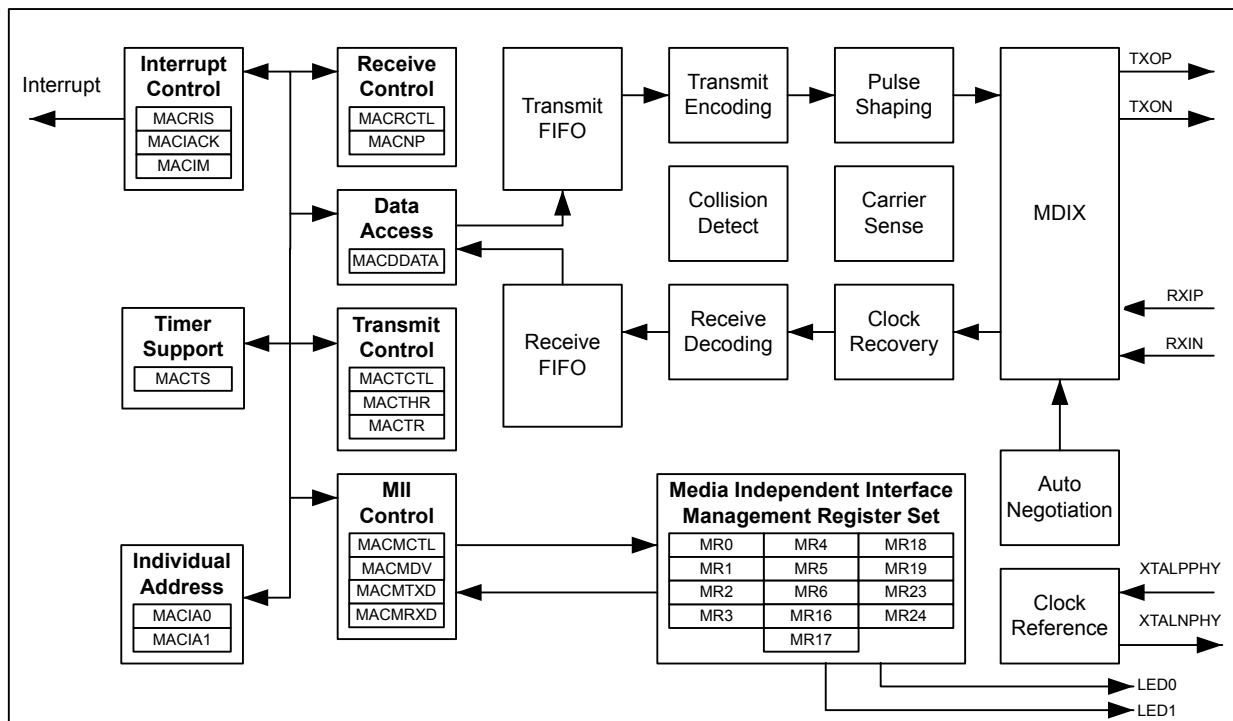 Interrupt
Interrupt
Control
MACRIS
MACIACK
MACIM
Receive
Control
MACRCTL
MACNP
Data
Access
MACDDATA
Timer
Support
MACTS
Transmit
Control
MACTCTL
MACTHR
MACTR
Individual
Address
MACIA0
MACIA1
MII
Control
MACMCTL
MACMDV
MACMTXD
MACMRXD
Transmit
FIFO
Transmit
Encoding
Pulse
Shaping
Collision
Detect
Carrier
Sense
Receive
FIFO
Receive
Decoding
Clock
Recovery
MDIX
TXOP
TXON
RXIP
RXIN
Auto
Negotiation
Media Independent Interface
Management Register Set
MR0 MR4 MR18
MR1 MR5 MR19
MR2 MR6 MR23
MR3 MR16 MR24
MR17
Clock
Reference
XTALPPHY
XTALNPHY
LED0
LED1